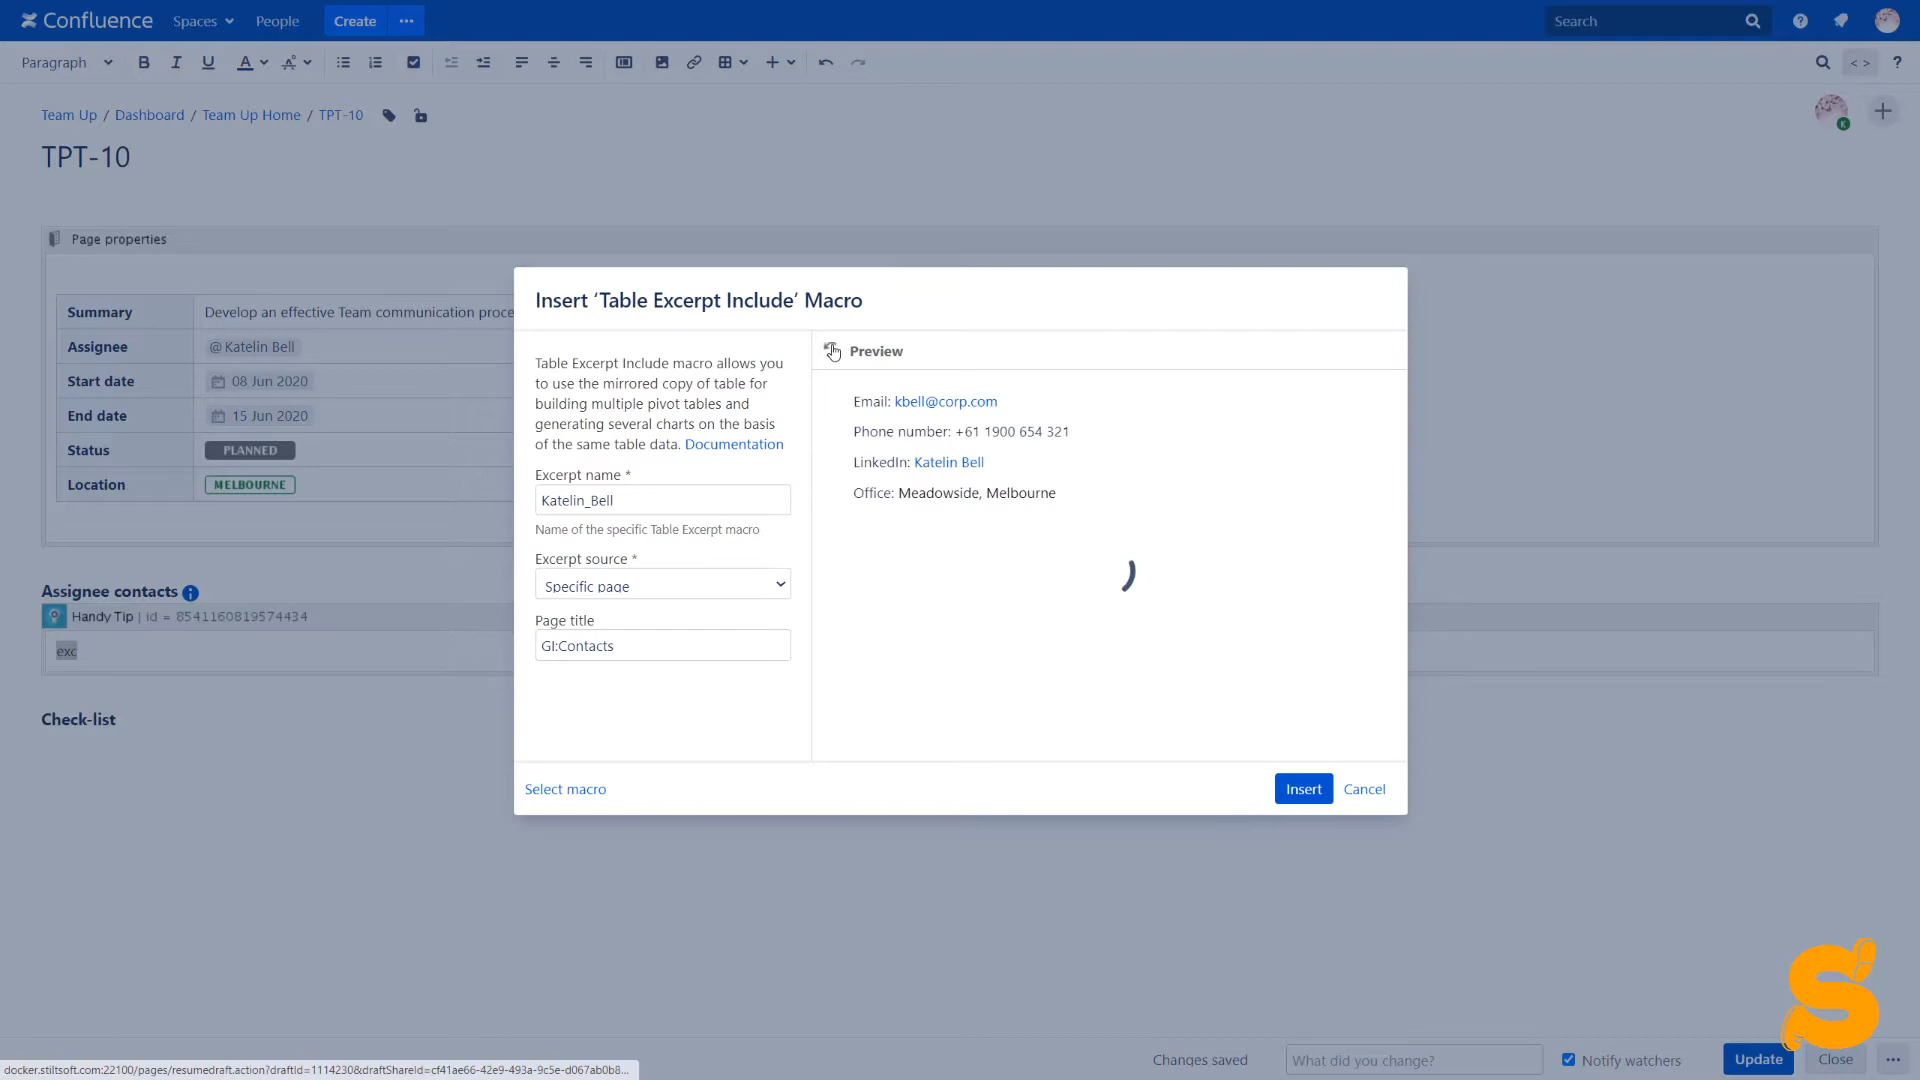 Confluence Spaces People Create Search
Paragraph B I U A
Team Up / Dashboard / Team Up Home / TPT-10
K
TPT-10
Page properties
Summary Develop an effective Team communication proce
Assignee @ Katelin Bell
Start date 08 Jun 2020
End date 15 Jun 2020
Status PLANNED
Location MELBOURNE
Assignee contacts
Handy Tip | id = 8541160819574434
exc
Check-list
Insert ‘Table Excerpt Include’ Macro
Table Excerpt Include macro allows you
to use the mirrored copy of table for
building multiple pivot tables and
generating several charts on the basis
of the same table data. Documentation
Excerpt name *
Katelin_Bell
Name of the specific Table Excerpt macro
Excerpt source *
Specific page
Page title
GI:Contacts
Preview
Email: kbell@corp.com
Phone number: +61 1900 654 321
LinkedIn: Katelin Bell
Office: Meadowside, Melbourne
Select macro Insert Cancel
Changes saved What did you change? Notify watchers Update Close
docker.stiltsoft.com:22100/pages/resumedraft.action?draftId=1114230&draftShareId=cf41ae66-42e9-493a-9c5e-d067ab0b8...